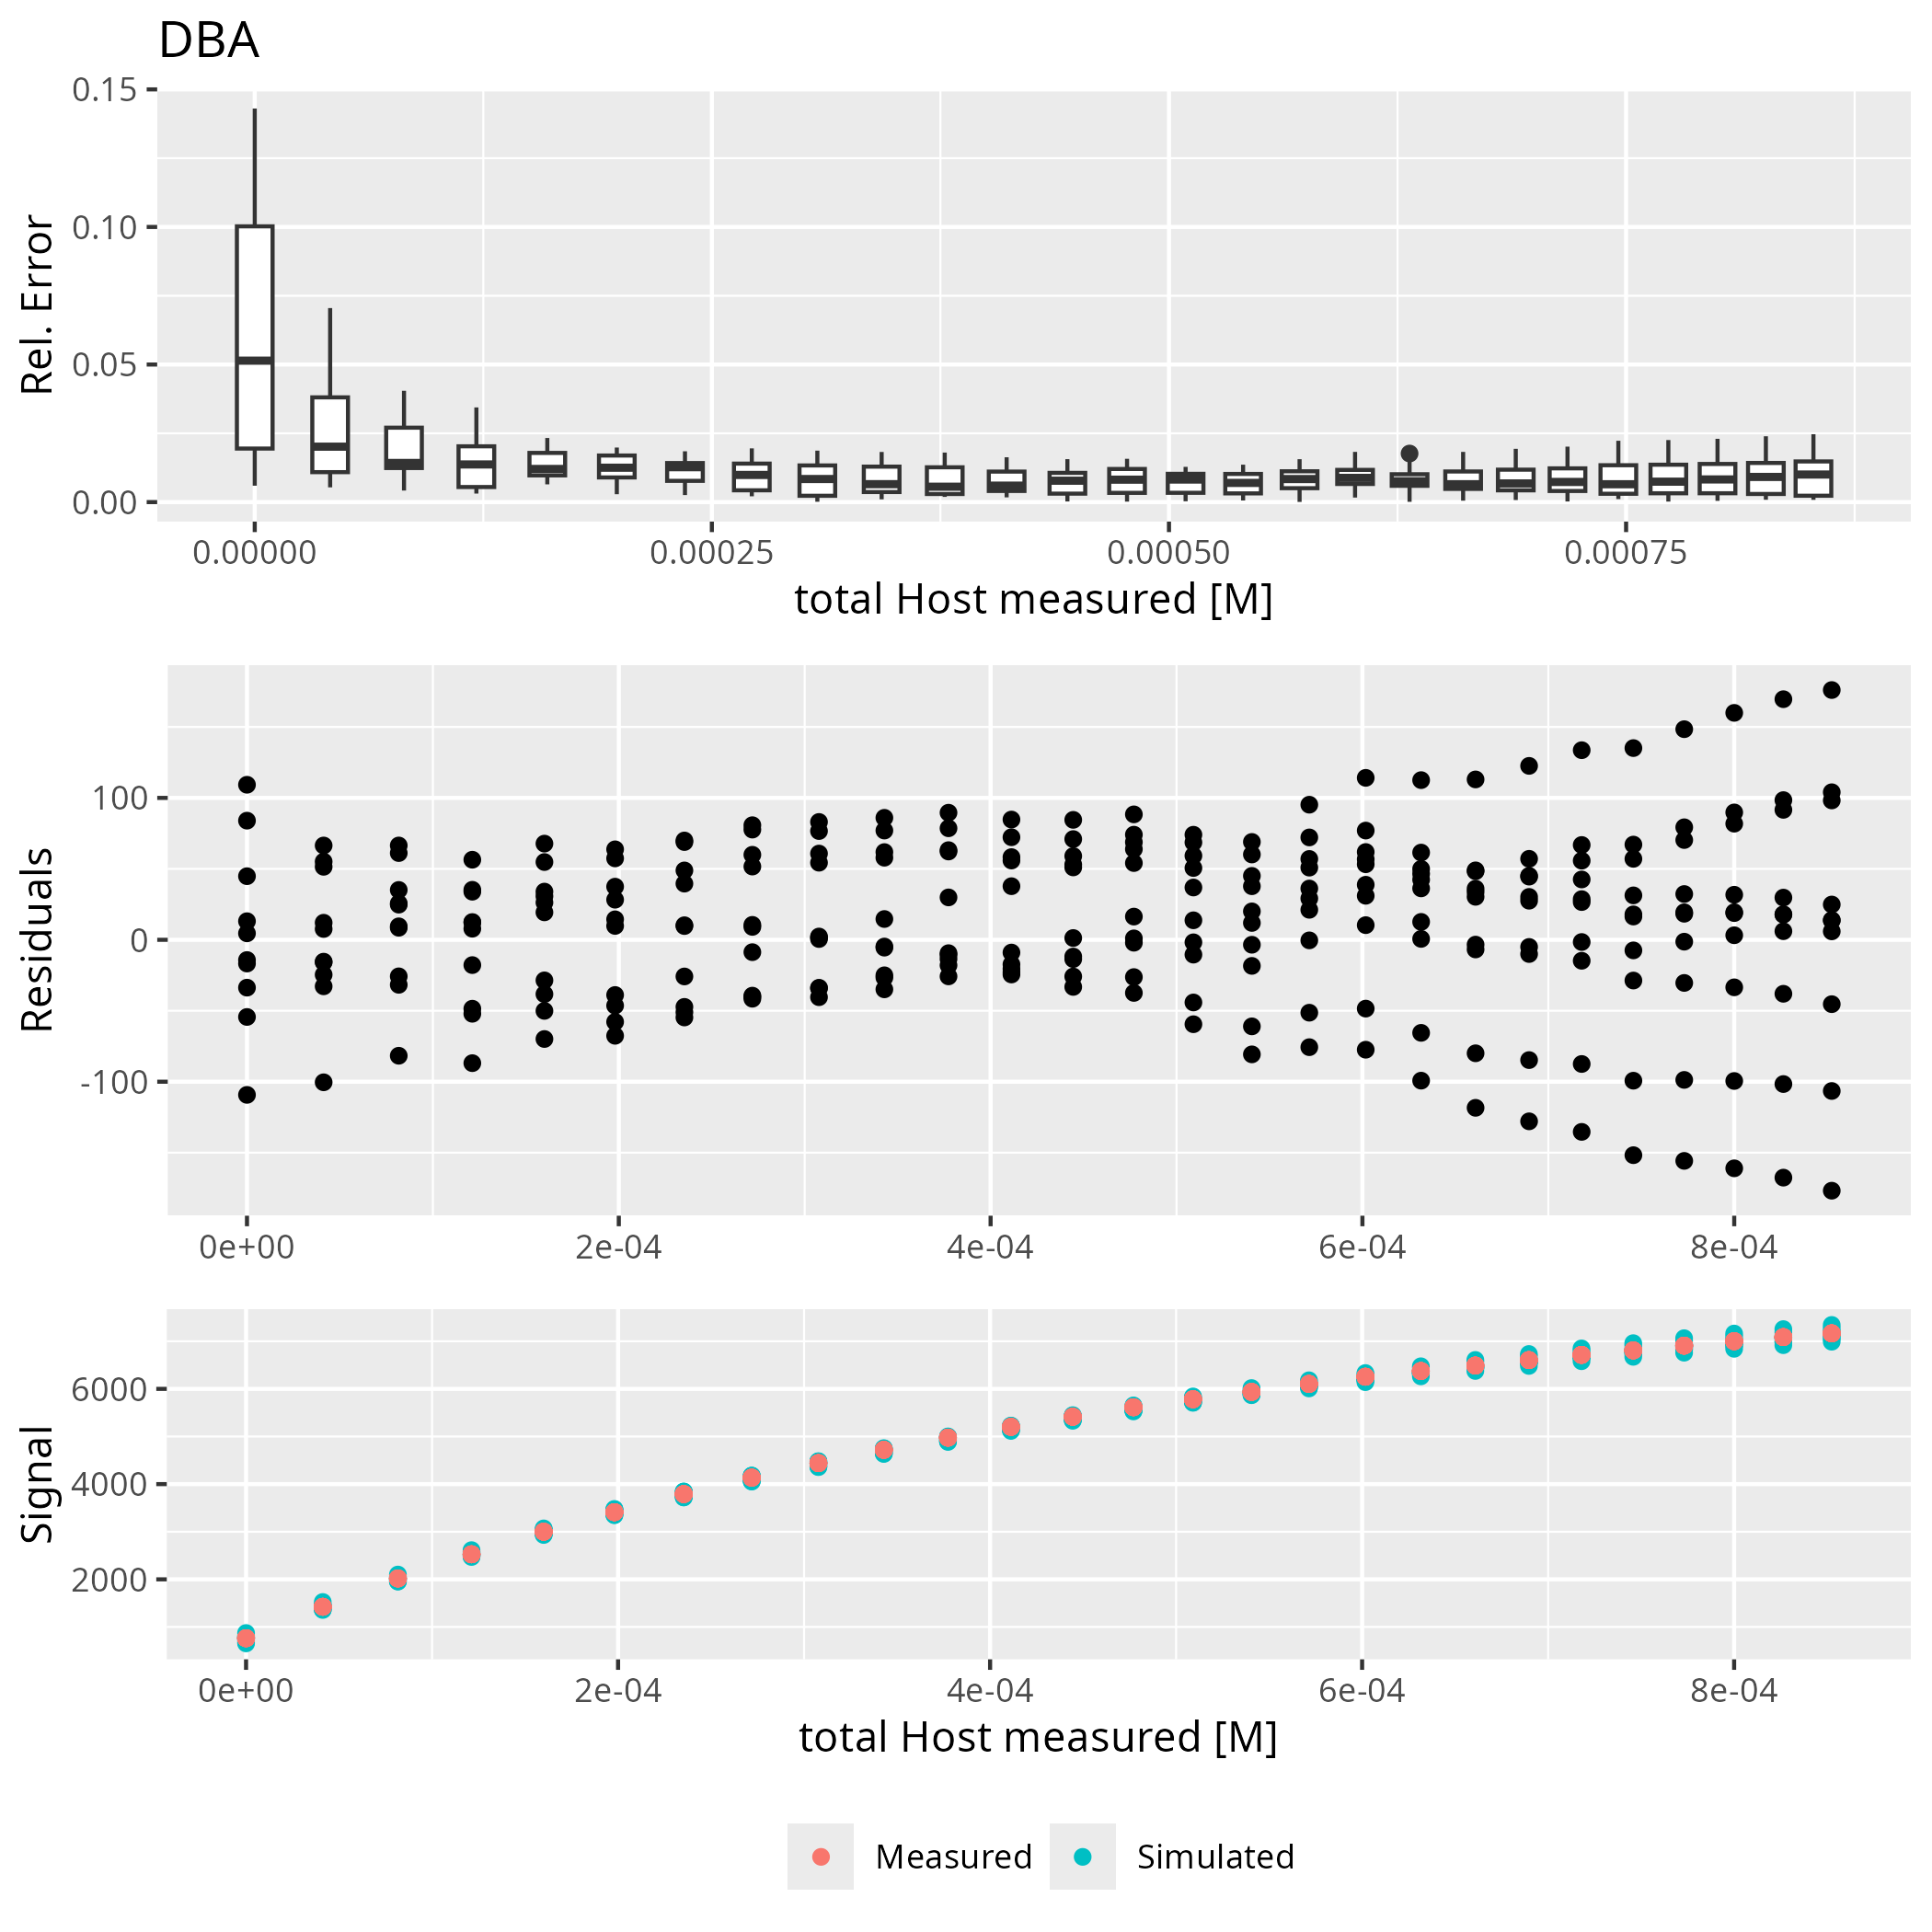 DBA
0.15
0.10
0.05
0.00
Rel. Error
0.00000 0.00025 0.00050 0.00075
total Host measured [M]
100
0
-100
Residuals
0e+00 2e-04 4e-04 6e-04 8e-04
6000
4000
2000
Signal
0e+00 2e-04 4e-04 6e-04 8e-04
total Host measured [M]
Measured Simulated